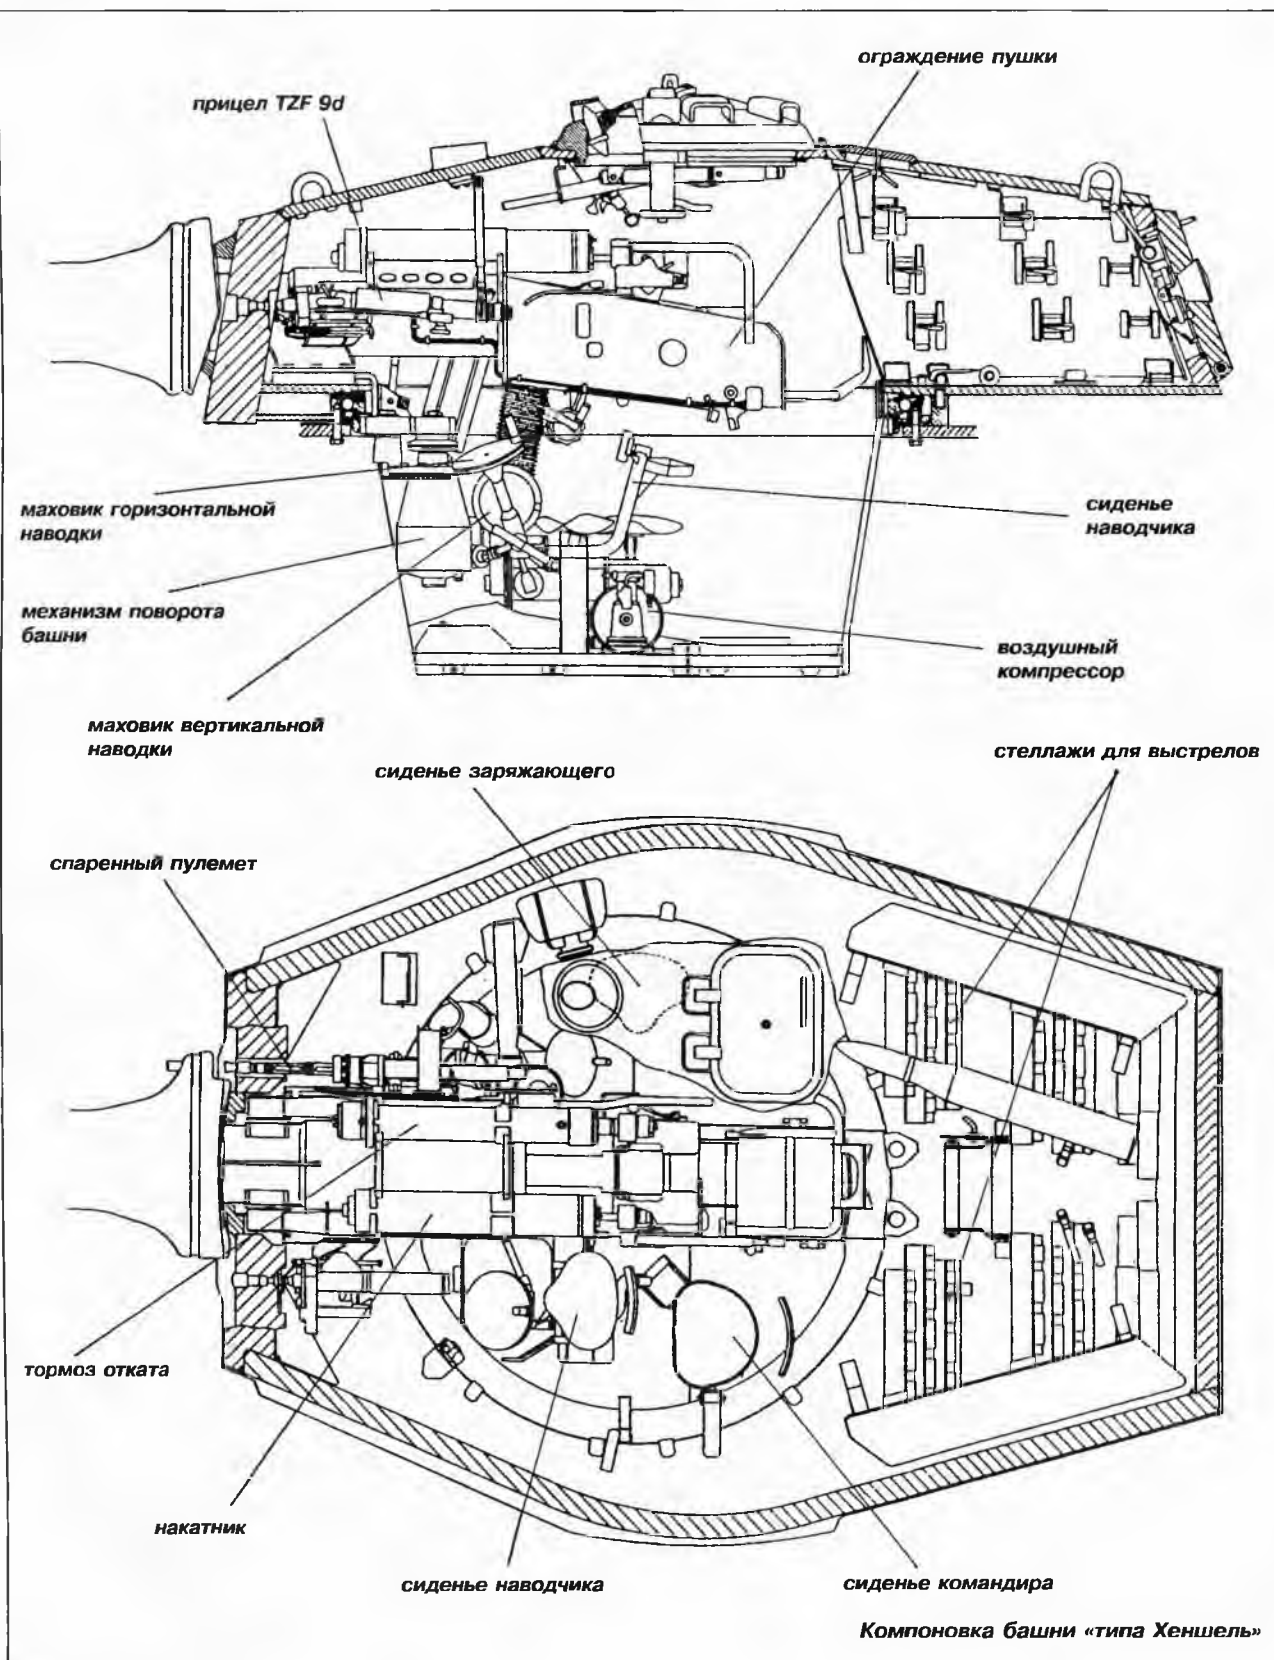 ограждение пушки
прицел TZF 9d
маховик горизонтальной
наводки
сиденье
наводчика
механизм поворота
башни
воздушный
компрессор
маховик вертикальной
наводки
стеллажи для выстрелов
сиденье заряжающего
спаренный пулемет
тормоз отката
накатник
сиденье наводчика
сиденье командира
Компоновка башни «типа Хеншель»